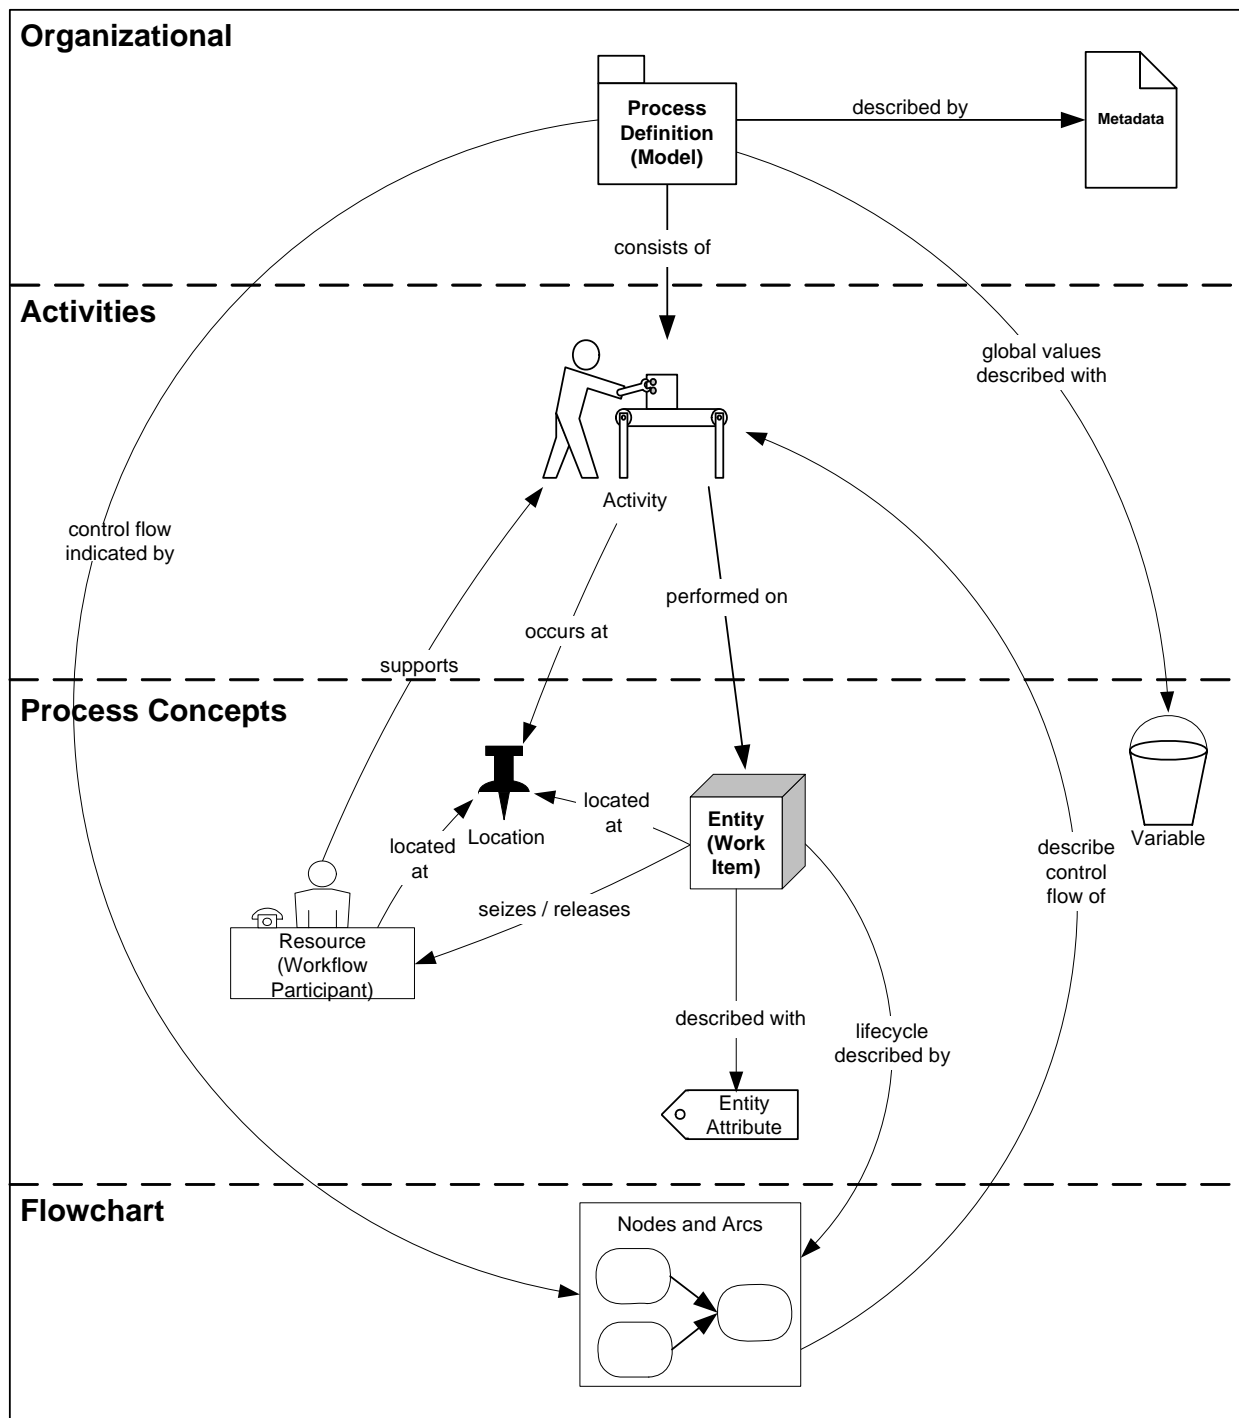 Organizational
Process
Definition
(Model)
described by
Metadata
consists of
Activities
global values
described with
Activity
control flow
indicated by
performed on
occurs at
supports
Process Concepts
located
at
Location
located
at
Entity
(Work
Item)
Variable
describe
control
flow of
seizes / releases
Resource
(Workflow
Participant)
described with
lifecycle
described by
Entity
Attribute
Flowchart
Nodes and Arcs